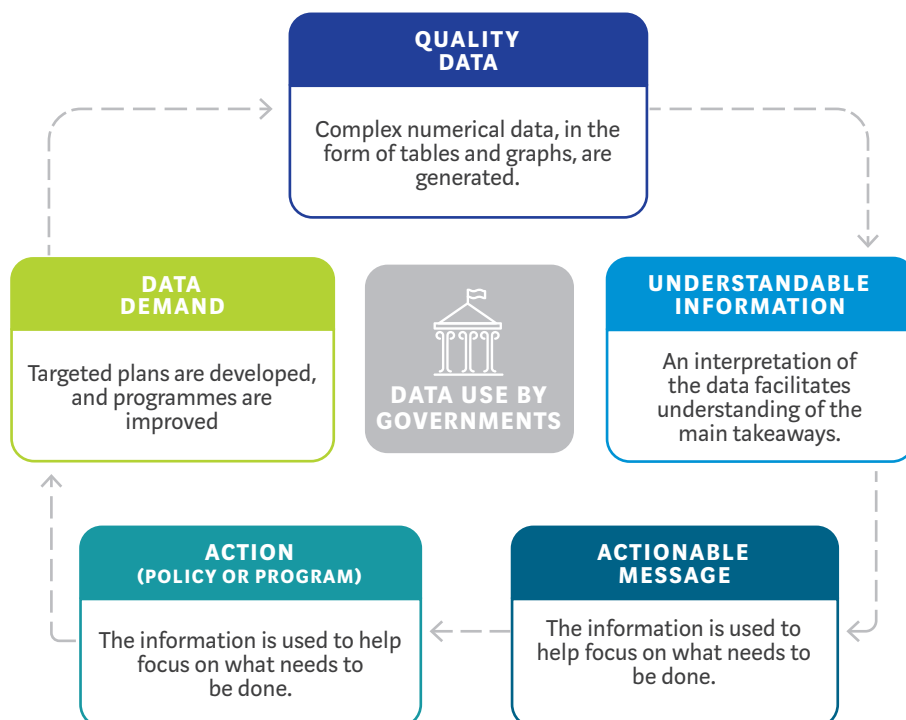 QUALITY
DATA
Complex numerical data, in the
form of tables and graphs, are
generated.
UNDERSTANDABLE
INFORMATION
An interpretation of
the data facilitates
understanding of the
main takeaways.
ACTIONABLE
MESSAGE
The information is used to
help focus on what needs to
be done.
ACTION
(POLICY OR PROGRAM)
The information is used to help
focus on what needs to
be done.
DATA
DEMAND
Targeted plans are developed,
and programmes are
improved
DATA USE BY
GOVERNMENTS